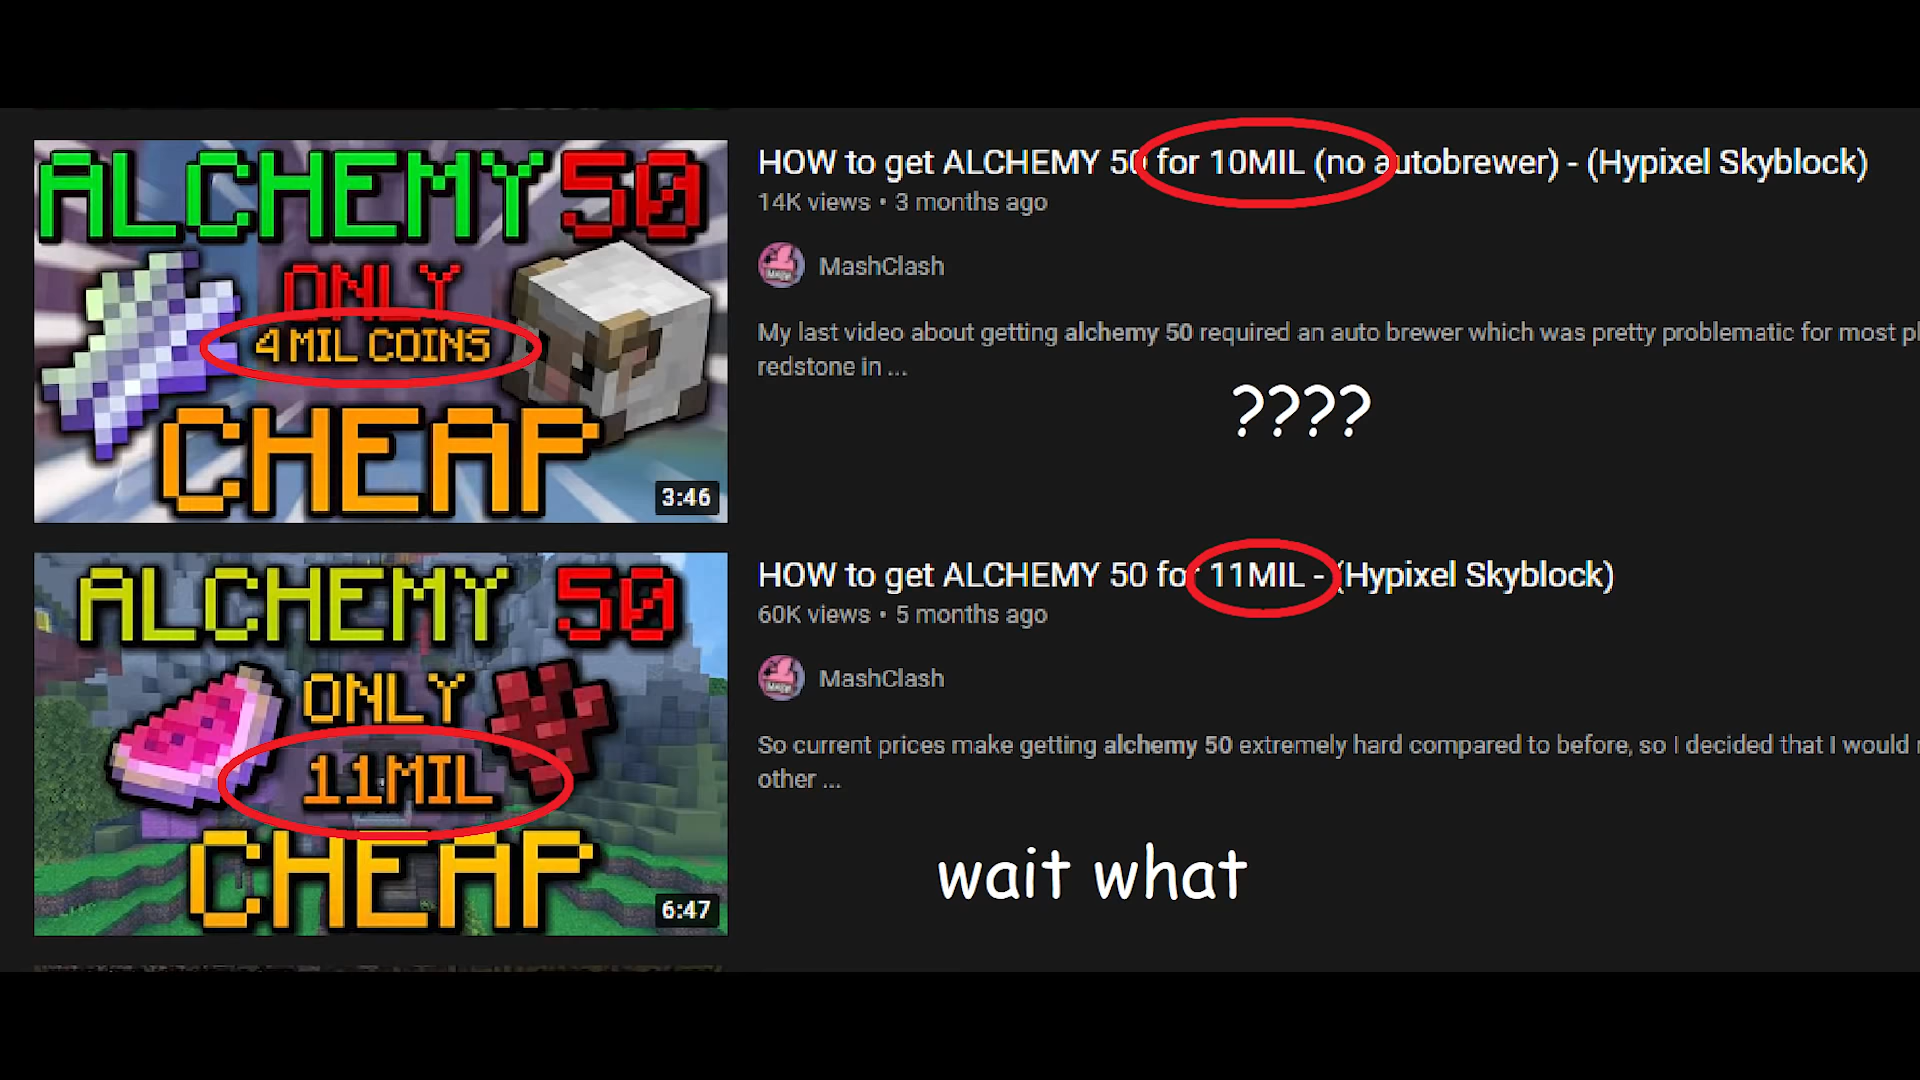 ALCHEMY 50
ONLY
4 MIL COINS
CHEAP
3:46
HOW to get ALCHEMY 50 for 10MIL (no autobrewer) - (Hypixel Skyblock)
14K views • 3 months ago
MashClash
My last video about getting alchemy 50 required an auto brewer which was pretty problematic for most
redstone in ...
????
ALCHEMY 50
ONLY
11MIL
CHEAP
6:47
HOW to get ALCHEMY 50 for 11MIL - (Hypixel Skyblock)
60K views • 5 months ago
MashClash
So current prices make getting alchemy 50 extremely hard compared to before, so I decided that I would
other ...
wait what